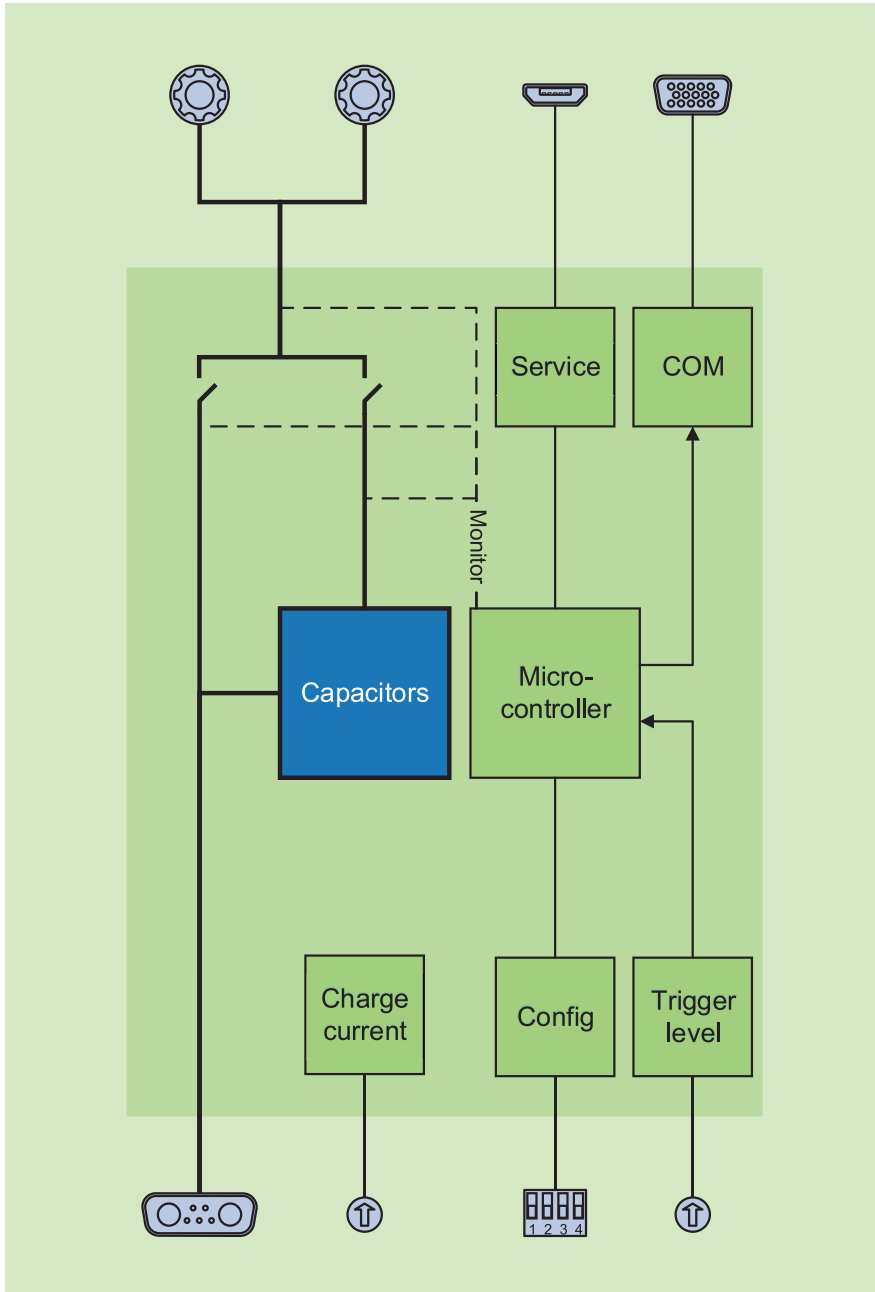 Service
COM
Monitor
Capacitors
Micro-
controller
Charge
current
Config
Trigger
level
1 2 3 4